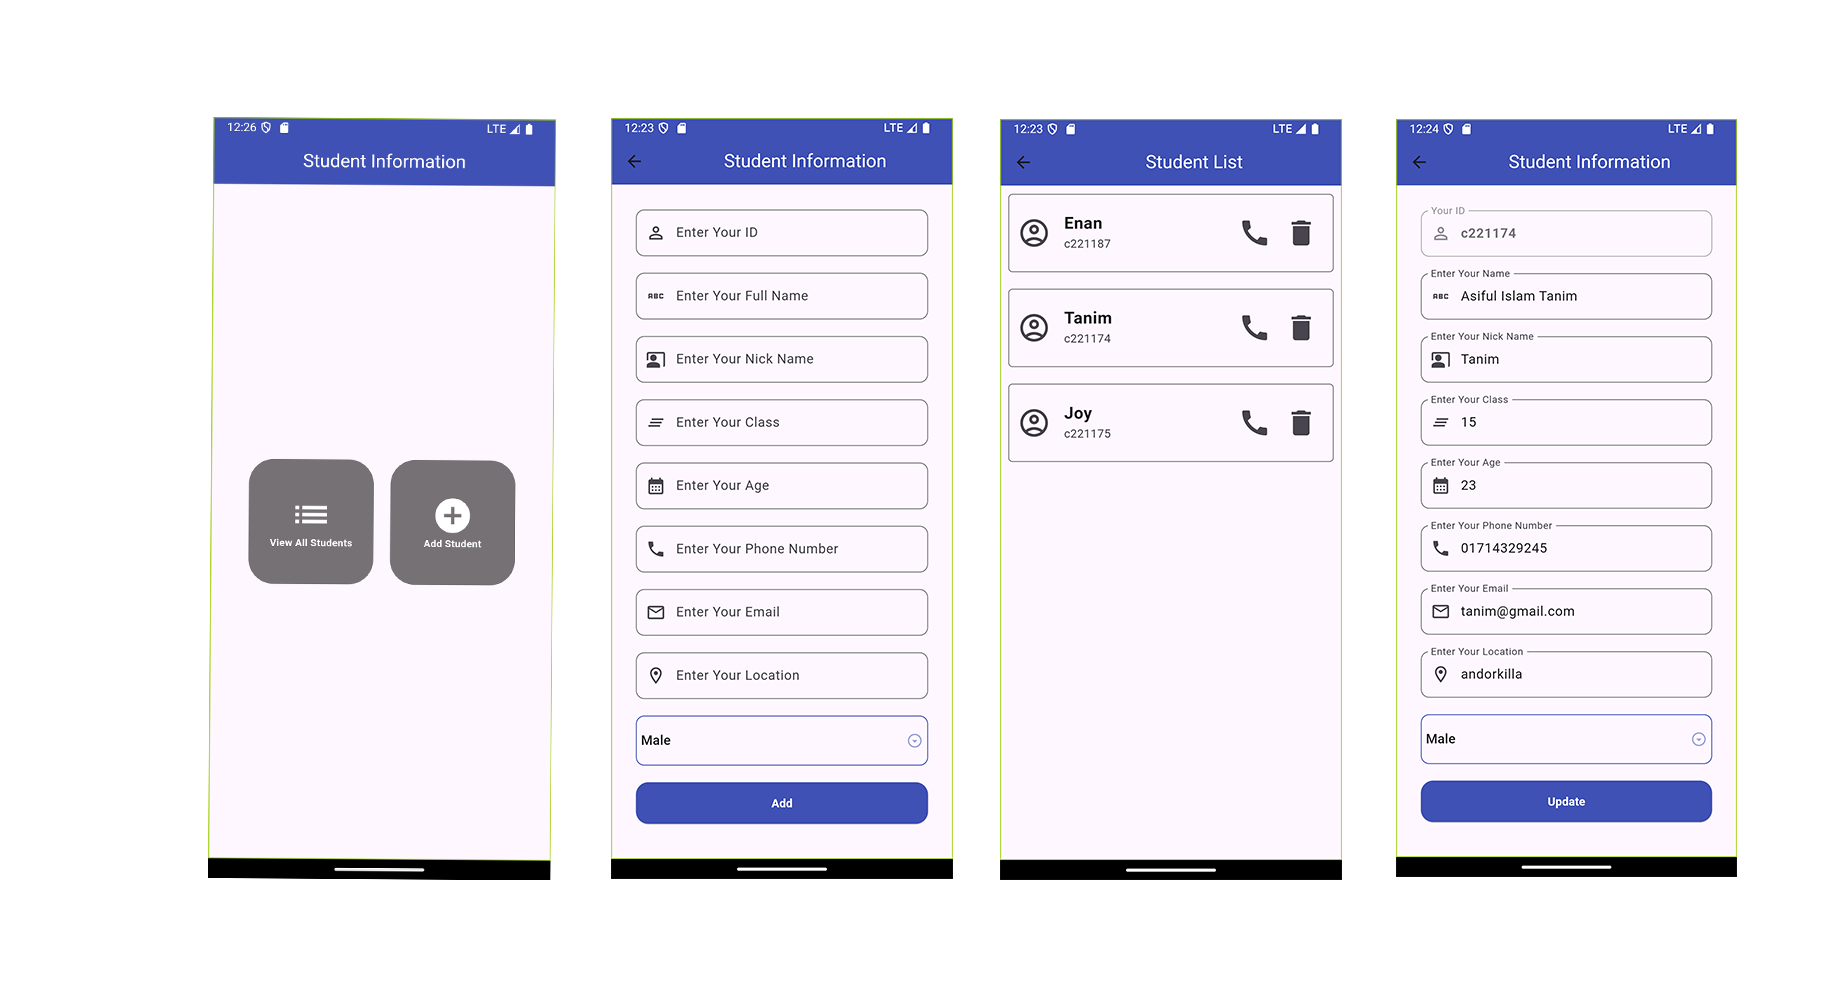 12:26
LTE
Student Information
View All Students
Add Student
12:23
LTE
Student Information
Enter Your ID
ABC
Enter Your Full Name
Enter Your Nick Name
Enter Your Class
Enter Your Age
Enter Your Phone Number
Enter Your Email
Enter Your Location
Male
Add
12:23
LTE
Student List
Enan
c221187
Tanim
c221174
Joy
c221175
12:24
LTE
Student Information
Your ID
c221174
Enter Your Name
ABC
Asiful Islam Tanim
Enter Your Nick Name
Tanim
Enter Your Class
15
Enter Your Age
23
Enter Your Phone Number
01714329245
Enter Your Email
tanim@gmail.com
Enter Your Location
andorkilla
Male
Update